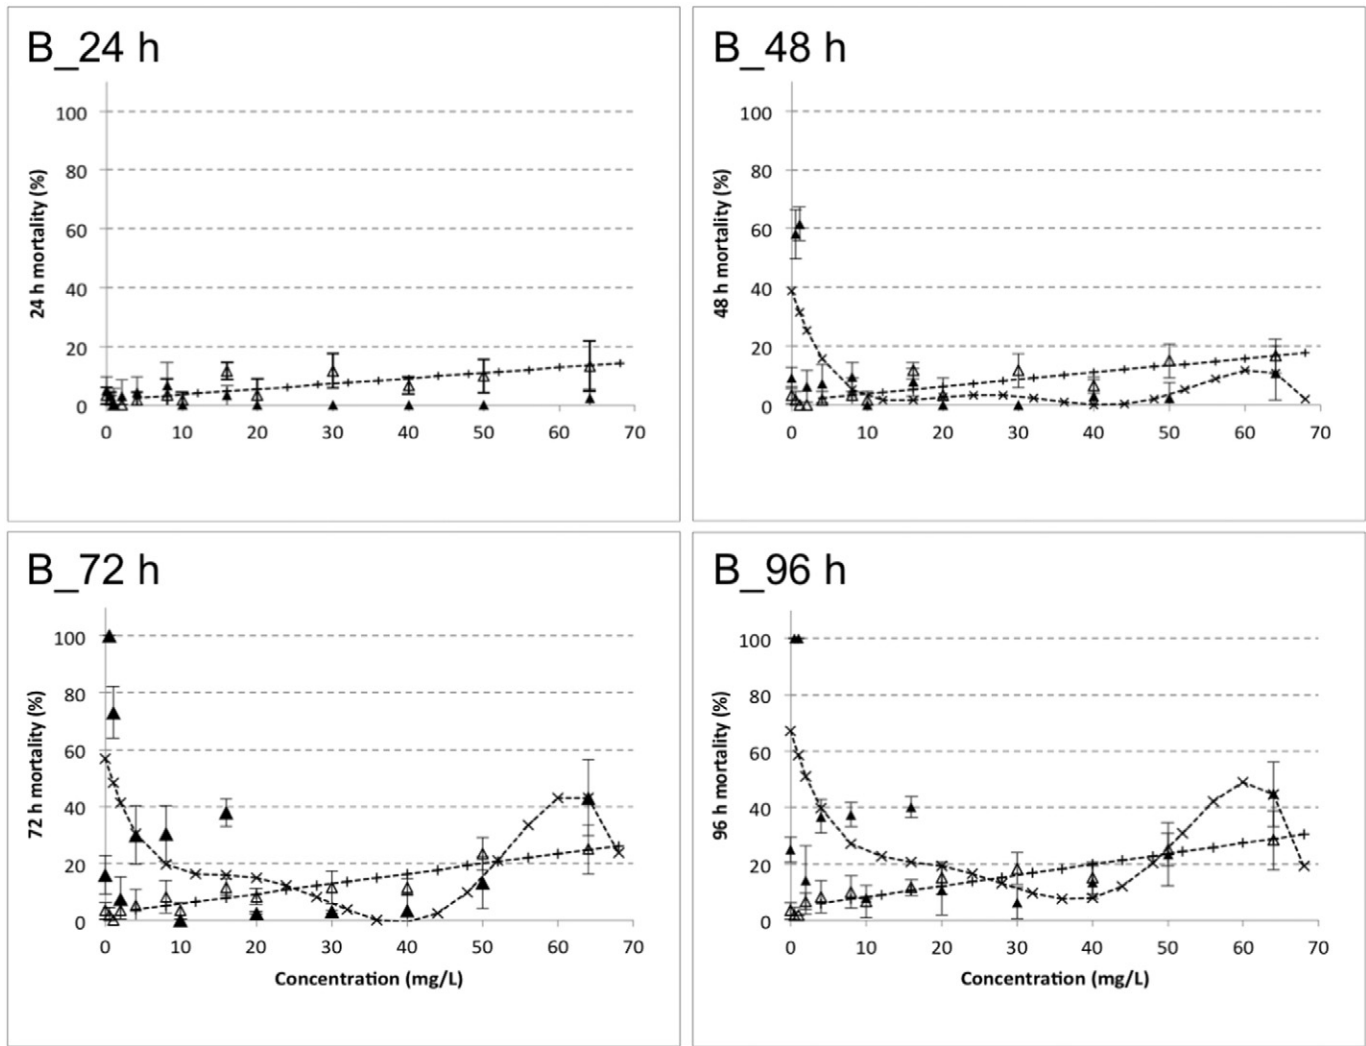 B_24 h
24 h mortality (%)
100
80
60
40
20
0
0 10 20 30 40 50 60 70
B_48 h
48 h mortality (%)
100
80
60
40
20
0
0 10 20 30 40 50 60 70
B_72 h
72 h mortality (%)
100
80
60
40
20
0
0 10 20 30 40 50 60 70
Concentration (mg/L)
B_96 h
96 h mortality (%)
100
80
60
40
20
0
0 10 20 30 40 50 60 70
Concentration (mg/L)